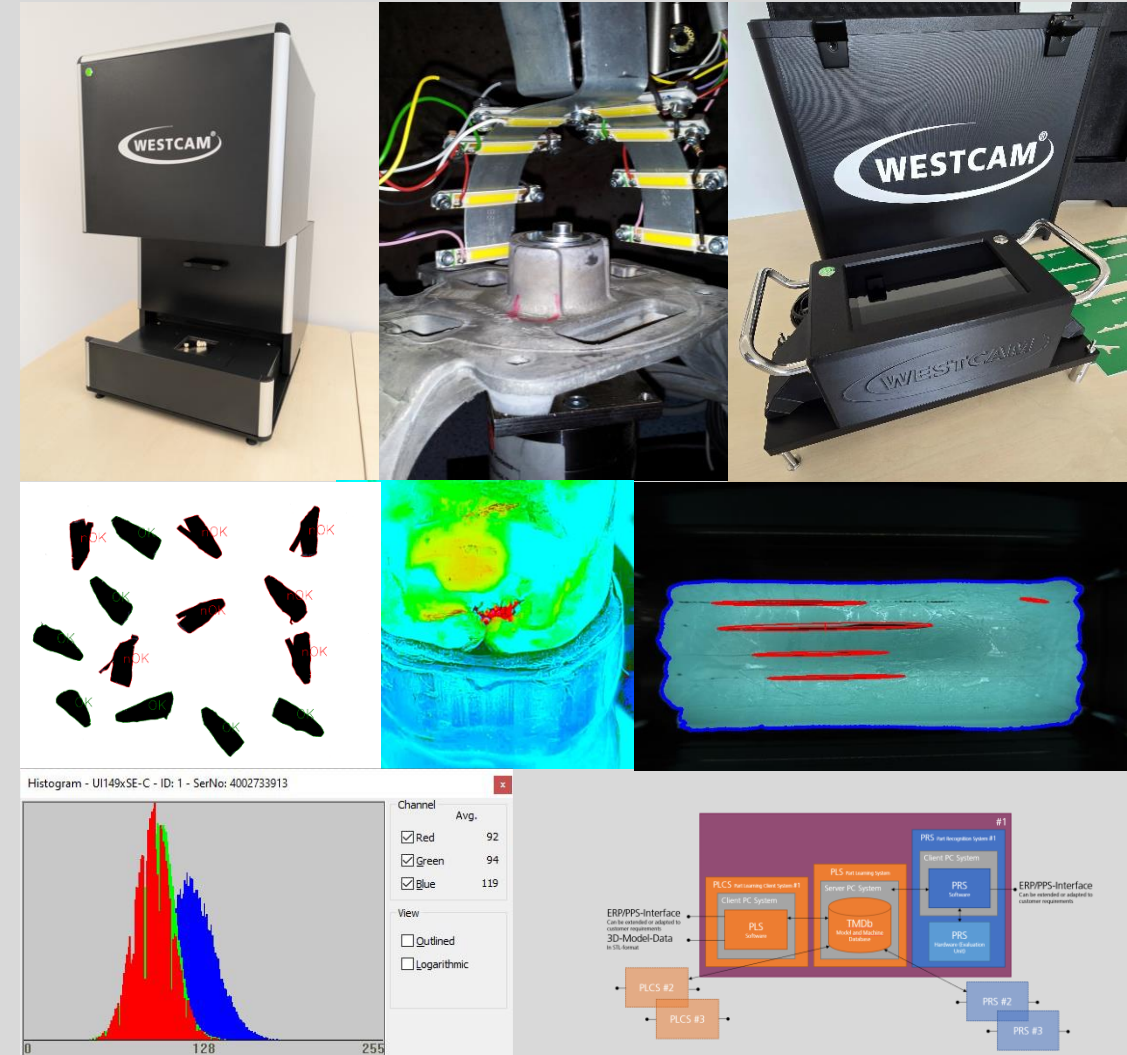 WESTCAM®
WESTCAM®
WESTCAM
nOK
OK
nOK
nOK
OK
nOK
nOK
OK
nOK
nOK
OK
OK
OK
OK
Histogram - UI149xSE-C - ID: 1 - SerNo: 4002733913
x
Channel
Avg.
Red 92
Green 94
Blue 119
View
Outlined
Logarithmic
0 128 255
#1
PRS Part Recognition System #1
Client PC System
PRS
Software
PRS
Hardware (Evaluation
Unit)
PLS Part Learning System
Server PC System
TMDb
Model and Machine
Database
PLCS Part Learning Client System #1
Client PC System
PLS
Software
ERP/PPS-Interface
Can be extended or adapted to
customer requirements
3D-Model-Data
In STL-format
ERP/PPS-Interface
Can be extended or adapted to
customer requirements
PLCS #2
PLCS #3
PRS #2
PRS #3